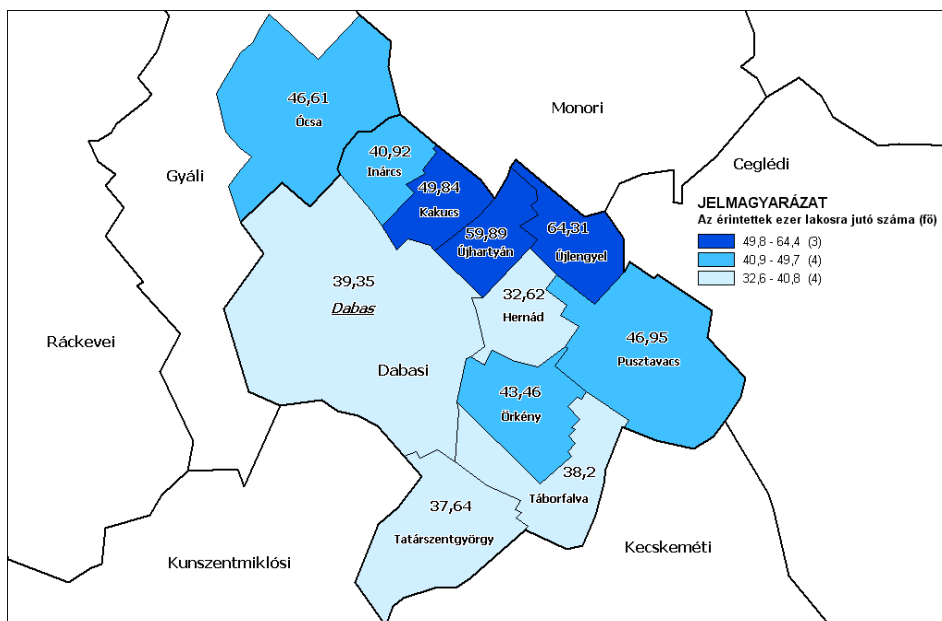 Monori
46,61
Ócsa
40,92
Inárcs
Ceglédi
Gyáli
49,84
Kakucs
JELMAGYARÁZAT
Az érintettek ezer lakosra jutó száma (fő)
49,8 - 64,4 (3)
40,9 - 49,7 (4)
32,6 - 40,8 (4)
59,89
Újhartyán
64,31
Újlengyel
39,35
Dabas
32,62
Hernád
Ráckevei
46,95
Pusztavacs
Dabasi
43,46
Örkény
38,2
Táborfalva
37,64
Tatárszentgyörgy
Kunszentmiklósi
Kecskeméti